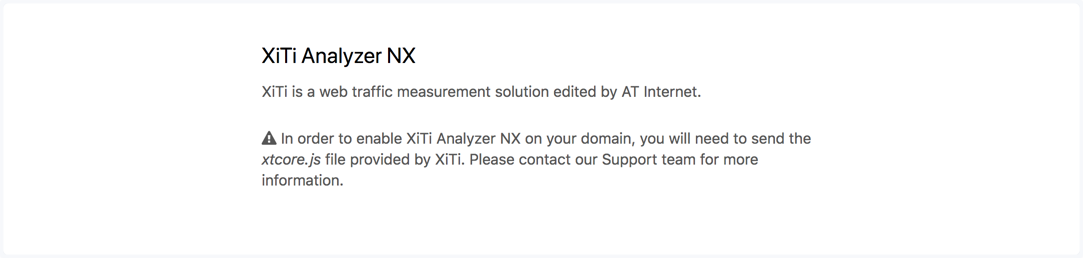 XiTi Analyzer NX
XiTi is a web traffic measurement solution edited by AT Internet.
In order to enable XiTi Analyzer NX on your domain, you will need to send the
xtcore.js file provided by XiTi. Please contact our Support team for more
information.